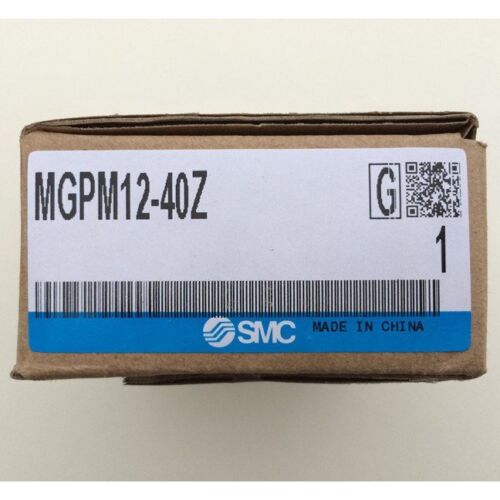 MGPM12-40Z
G
1
SMC MADE IN CHINA